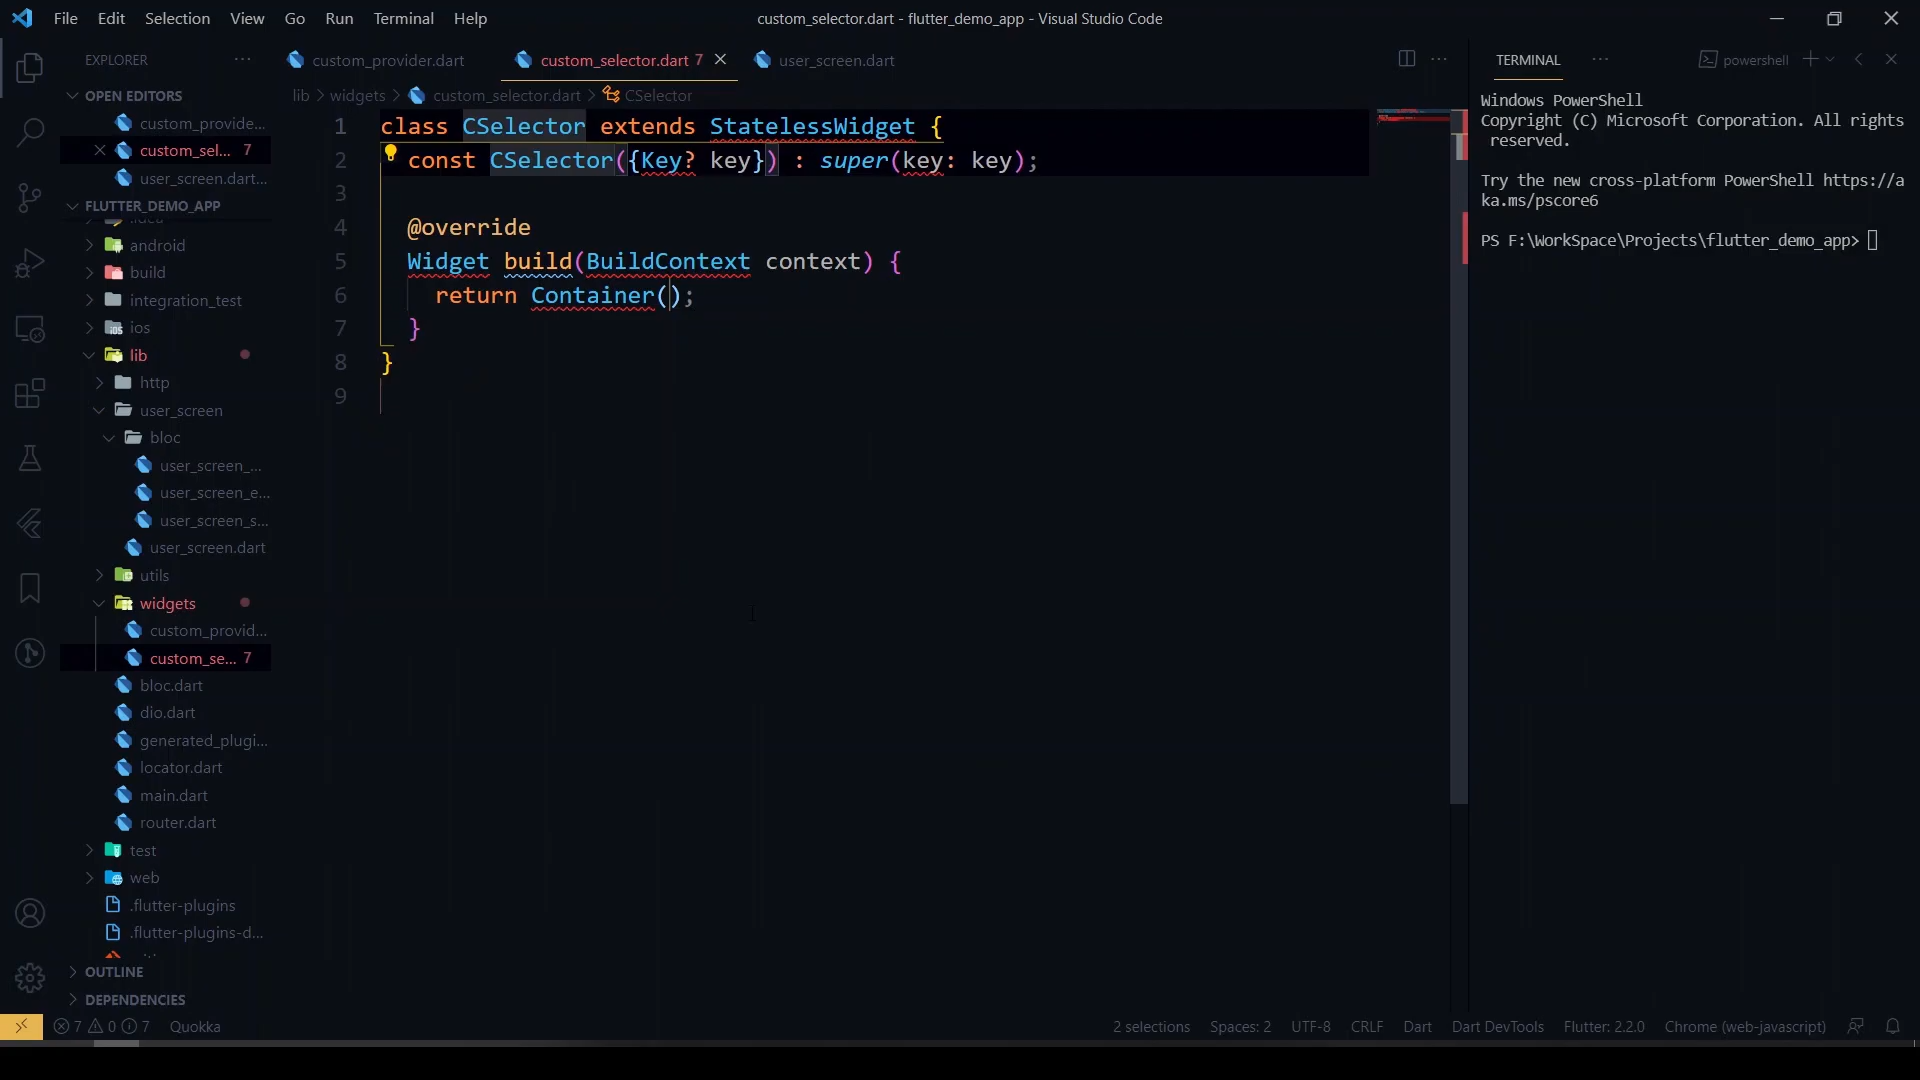 File Edit Selection View Go Run Terminal Help
custom_selector.dart - flutter_demo_app - Visual Studio Code
EXPLORER
OPEN EDITORS
custom_provide...
custom_sel... 7
user_screen.dart...
FLUTTER_DEMO_APP
.idea
android
build
integration_test
ios
lib
http
user_screen
bloc
user_screen_...
user_screen_e...
user_screen_s...
user_screen.dart
utils
widgets
custom_provid...
custom_se... 7
bloc.dart
dio.dart
generated_plugi...
locator.dart
main.dart
router.dart
test
web
.flutter-plugins
.flutter-plugins-d...
OUTLINE
DEPENDENCIES
custom_provider.dart
custom_selector.dart 7
user_screen.dart
lib > widgets > custom_selector.dart > CSelector
1 class CSelector extends StatelessWidget {
2 const CSelector({Key? key}) : super(key: key);
3
4 @override
5 Widget build(BuildContext context) {
6 return Container();
7 }
8 }
9
TERMINAL
powershell
Windows PowerShell
Copyright (C) Microsoft Corporation. All rights
reserved.
Try the new cross-platform PowerShell https://a
ka.ms/pscore6
PS F:\WorkSpace\Projects\flutter_demo_app>
7 0 7 Quokka
2 selections Spaces: 2 UTF-8 CRLF Dart Dart DevTools Flutter: 2.2.0 Chrome (web-javascript)